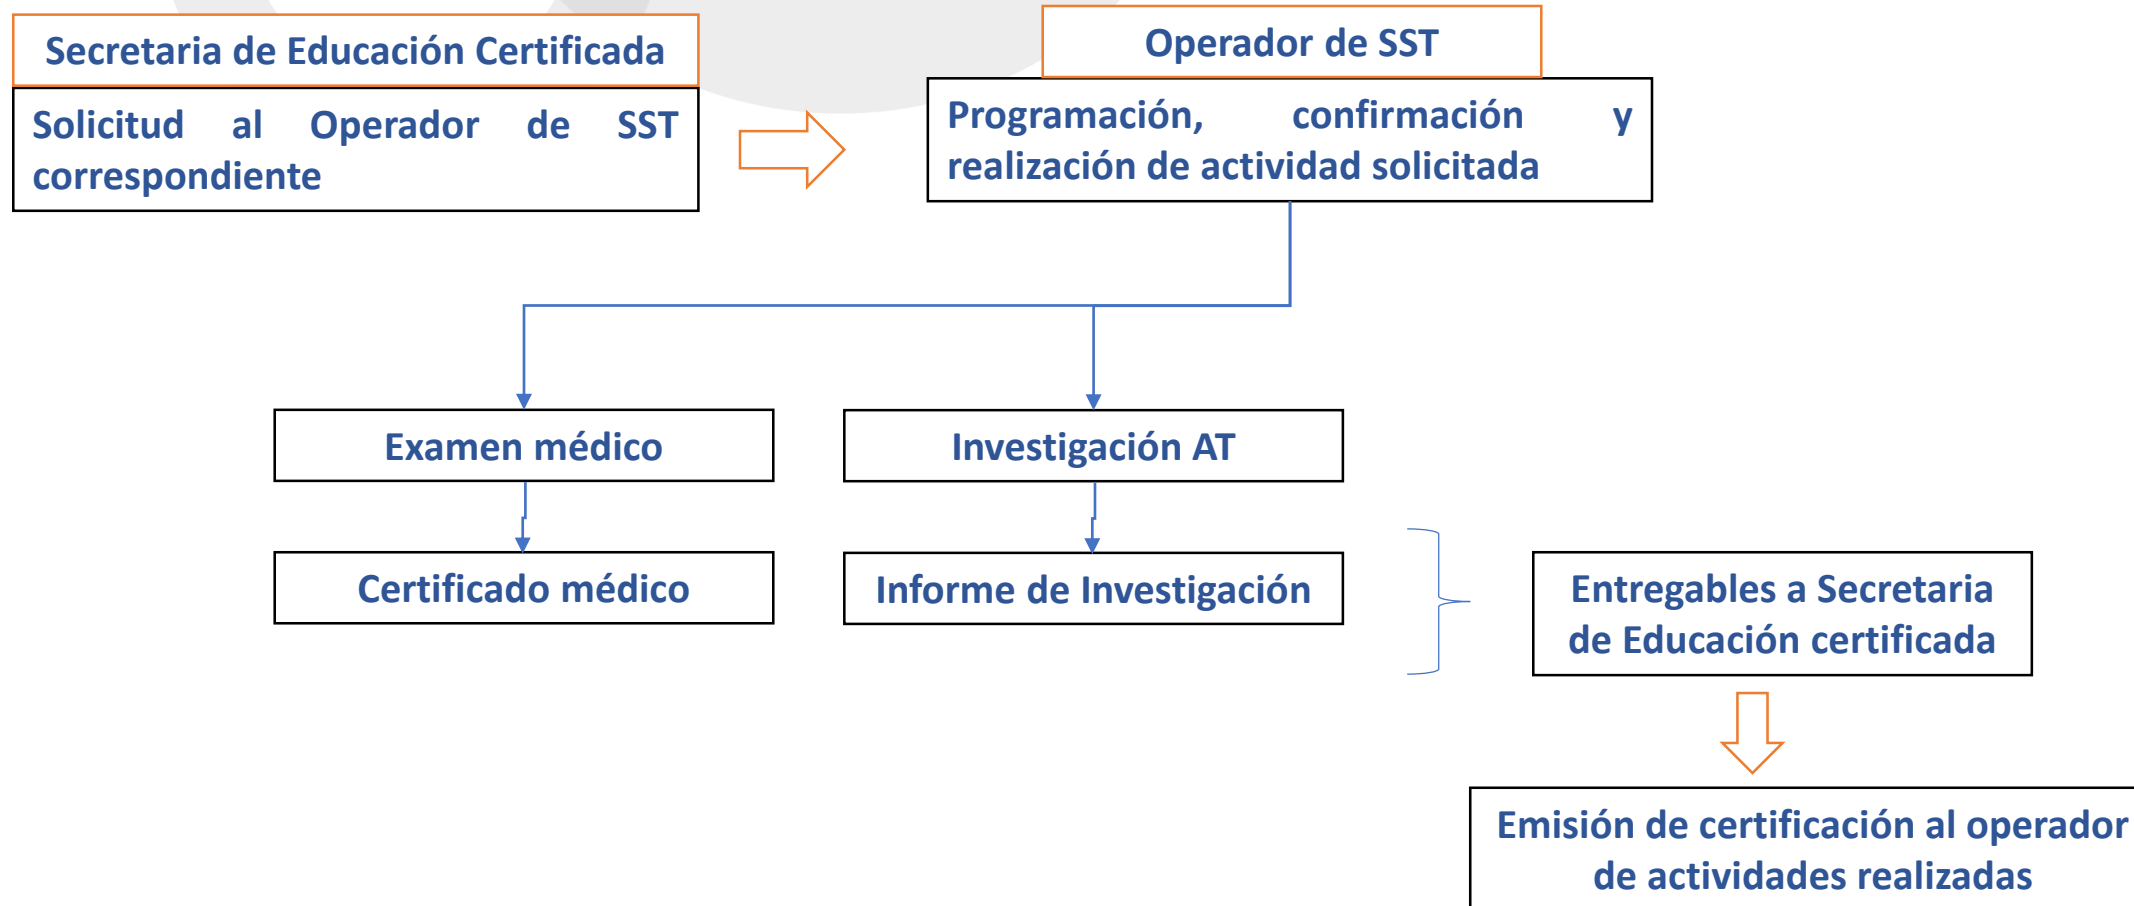 Secretaria de Educación Certificada
Solicitud al Operador de SST
correspondiente
Operador de SST
Programación, confirmación y
realización de actividad solicitada
Examen médico
Investigación AT
Certificado médico
Informe de Investigación
Entregables a Secretaria
de Educación certificada
Emisión de certificación al operador
de actividades realizadas